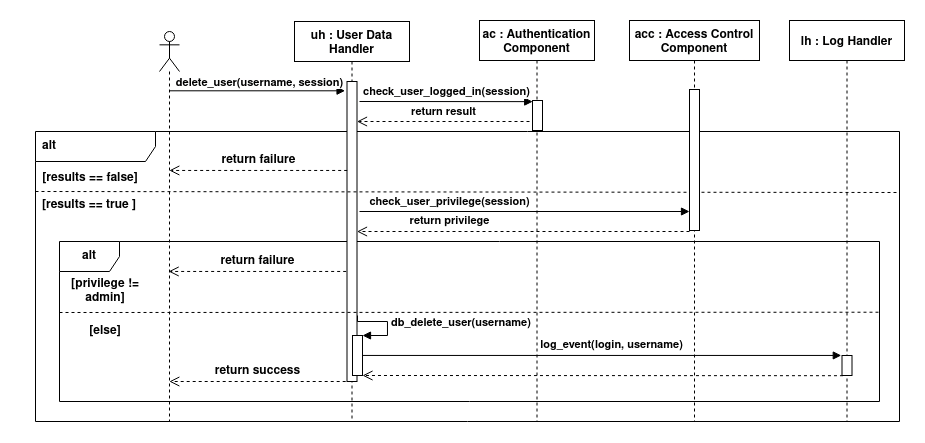 uh : User Data
Handler
ac : Authentication
Component
acc : Access Control
Component
lh : Log Handler
delete_user(username, session)
check_user_logged_in(session)
return result
alt
return failure
[results == false]
[results == true ]
check_user_privilege(session)
return privilege
alt
return failure
[privilege !=
admin]
[else]
db_delete_user(username)
log_event(login, username)
return success